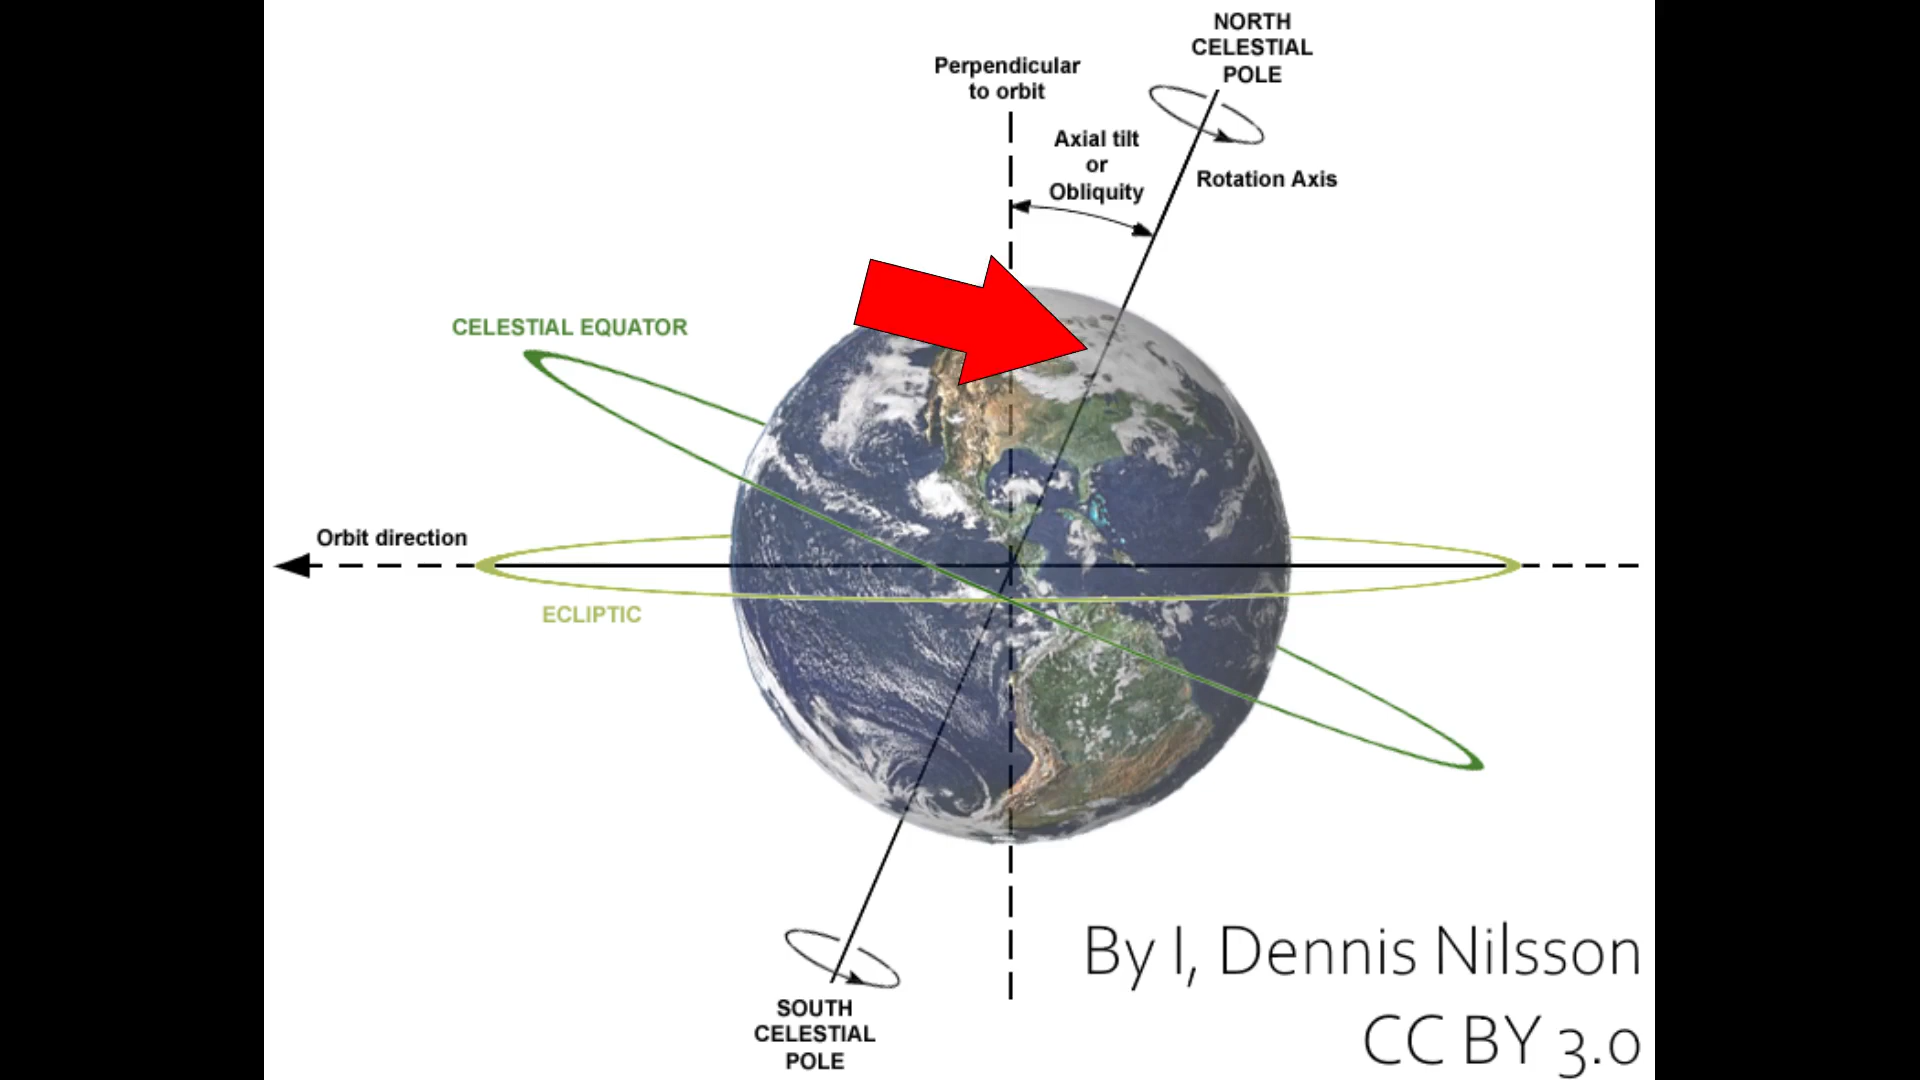 NORTH
CELESTIAL
POLE
Perpendicular
to orbit
Axial tilt
or
Obliquity
Rotation Axis
CELESTIAL EQUATOR
Orbit direction
ECLIPTIC
By I, Dennis Nilsson
CC BY 3.0
SOUTH
CELESTIAL
POLE